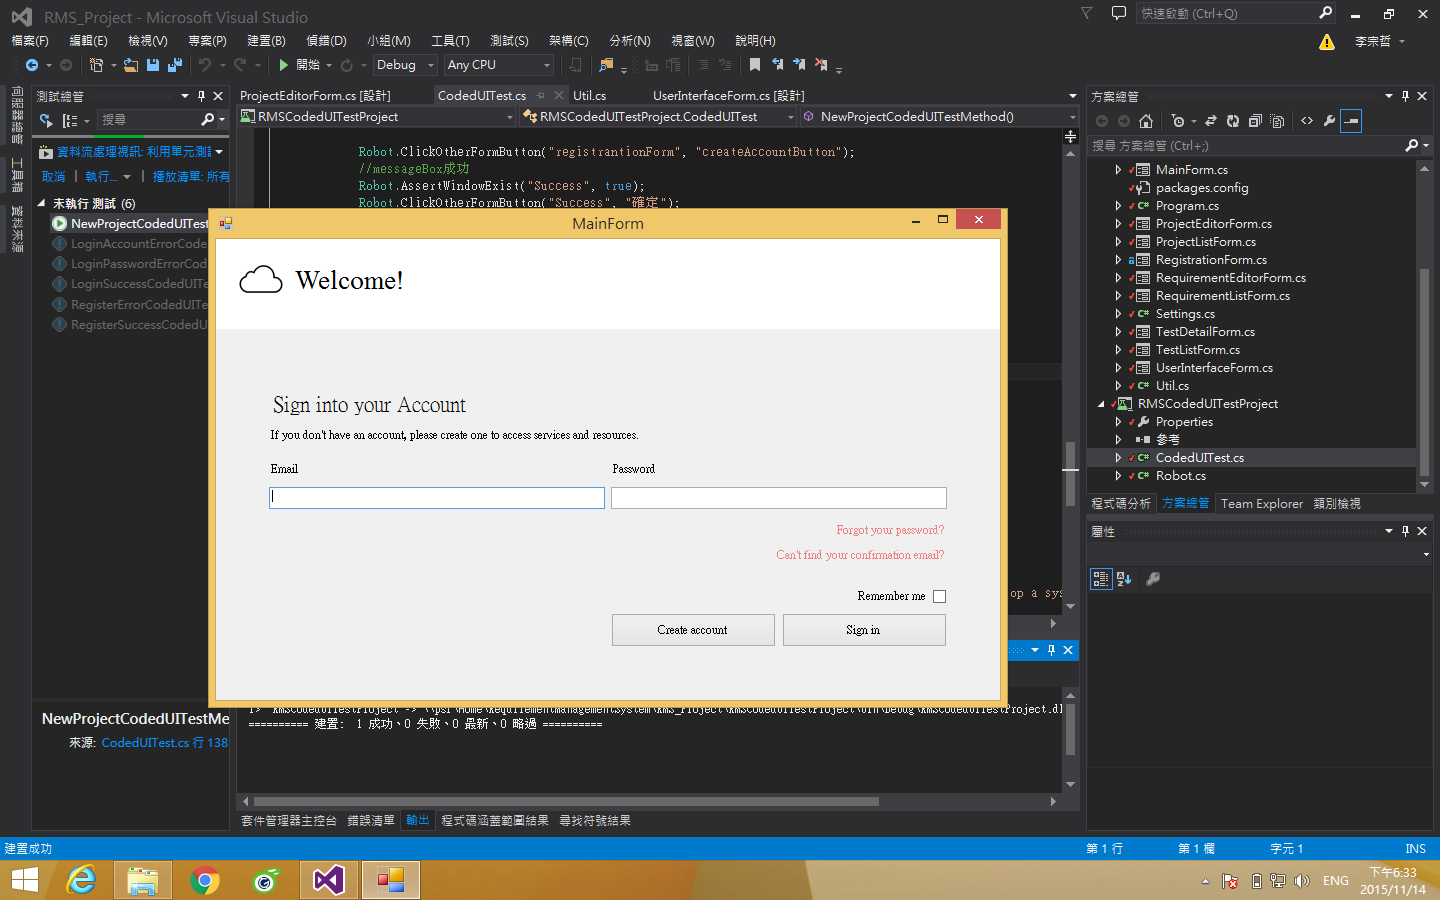 RMS_Project - Microsoft Visual Studio
快速啟動 (Ctrl+Q)
檔案(F) 編輯(E) 檢視(V) 專案(P) 建置(B) 偵錯(D) 小組(M) 工具(T) 測試(S) 架構(C) 分析(N) 視窗(W) 說明(H)
李宗哲
開始 Debug Any CPU
伺服器總管
工具箱
資料來源
測試總管
搜尋
資料流處理視訊: 利用單元測試
取消 執行... 播放清單: 所有
未執行 測試 (6)
NewProjectCodedUITest
LoginAccountErrorCode
LoginPasswordErrorCod
LoginSuccessCodedUITe
RegisterErrorCodedUITe
RegisterSuccessCodedU
NewProjectCodedUITestMe
來源: CodedUITest.cs 行 138
ProjectEditorForm.cs [設計] CodedUITest.cs Util.cs UserInterfaceForm.cs [設計]
RMSCodedUITestProject RMSCodedUITestProject.CodedUITest NewProjectCodedUITestMethod()
Robot.ClickOtherFormButton("registrantionForm", "createAccountButton");
//messageBox成功
Robot.AssertWindowExist("Success", true);
Robot.ClickOtherFormButton("Success", "確定");
MainForm
Welcome!
Sign into your Account
If you don't have an account, please create one to access services and resources.
Email Password
Forgot your password?
Can't find your confirmation email?
Remember me
Create account Sign in
op a sys
1> RMSCodedUITestProject -> \\psf\Home\RequirementManagementSystem\RMS_Project\RMSCodedUITestProject\bin\Debug\RMSCodedUITestProject.dl
========== 建置: 1 成功、0 失敗、0 最新、0 略過 ==========
套件管理器主控台 錯誤清單 輸出 程式碼涵蓋範圍結果 尋找符號結果
方案總管
搜尋 方案總管 (Ctrl+;)
MainForm.cs
packages.config
Program.cs
ProjectEditorForm.cs
ProjectListForm.cs
RegistrationForm.cs
RequirementEditorForm.cs
RequirementListForm.cs
Settings.cs
TestDetailForm.cs
TestListForm.cs
UserInterfaceForm.cs
Util.cs
RMSCodedUITestProject
Properties
參考
CodedUITest.cs
Robot.cs
程式碼分析 方案總管 Team Explorer 類別檢視
屬性
建置成功 第 1 行 第 1 欄 字元 1 INS
ENG
下午6:33
2015/11/14